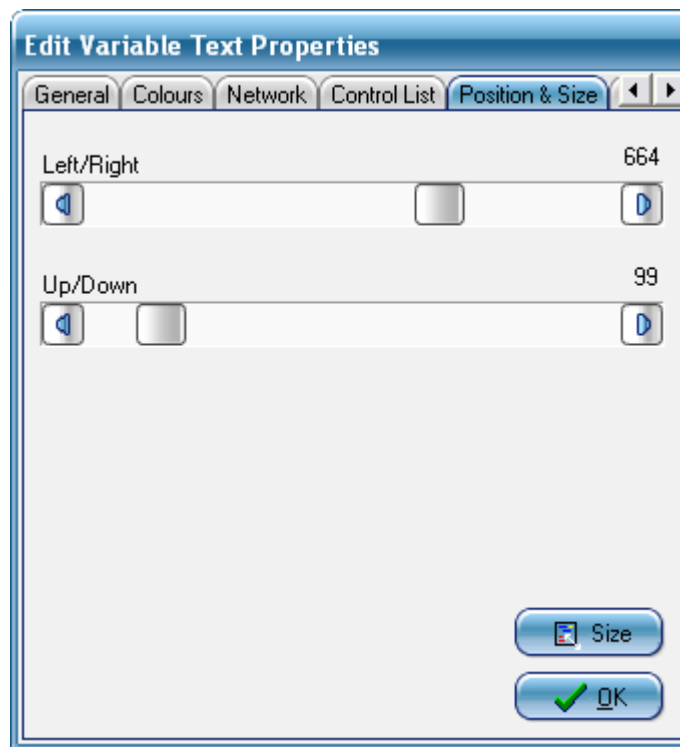 Edit Variable Text Properties
General Colours Network Control List Position & Size
Left/Right 664
Up/Down 99
Size
OK